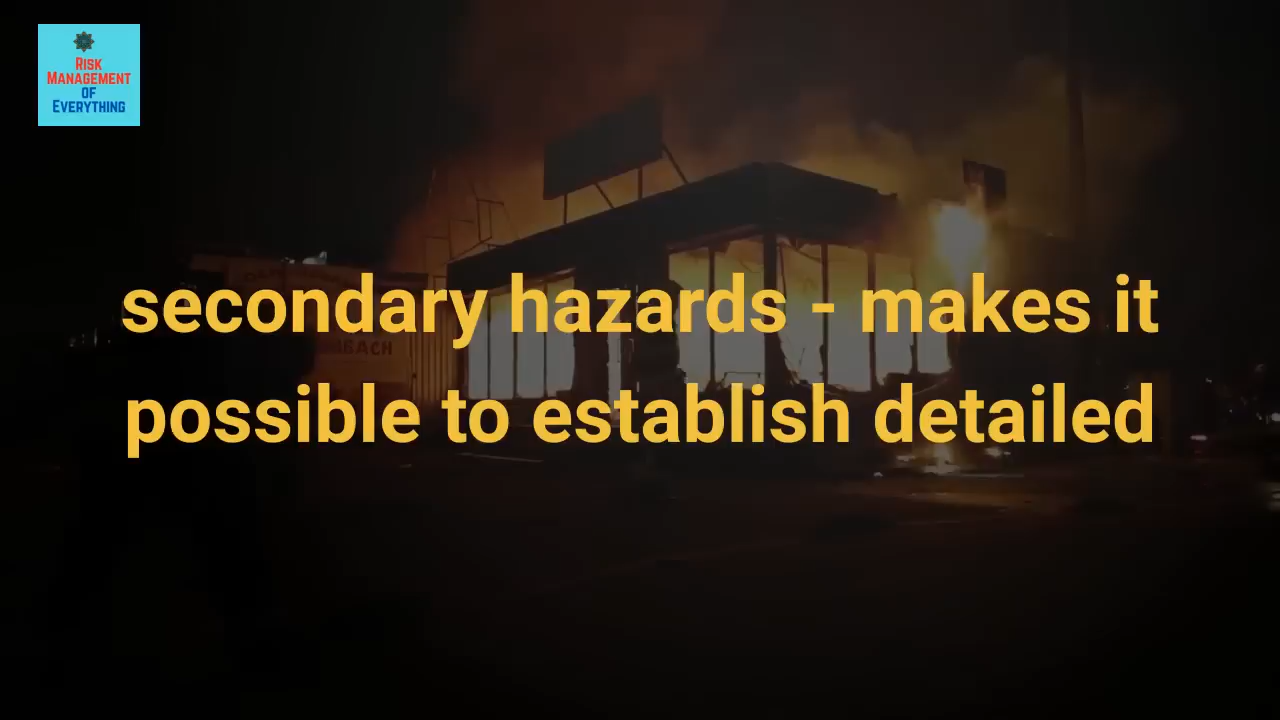 Risk
Management
of
Everything
secondary hazards - makes it
possible to establish detailed